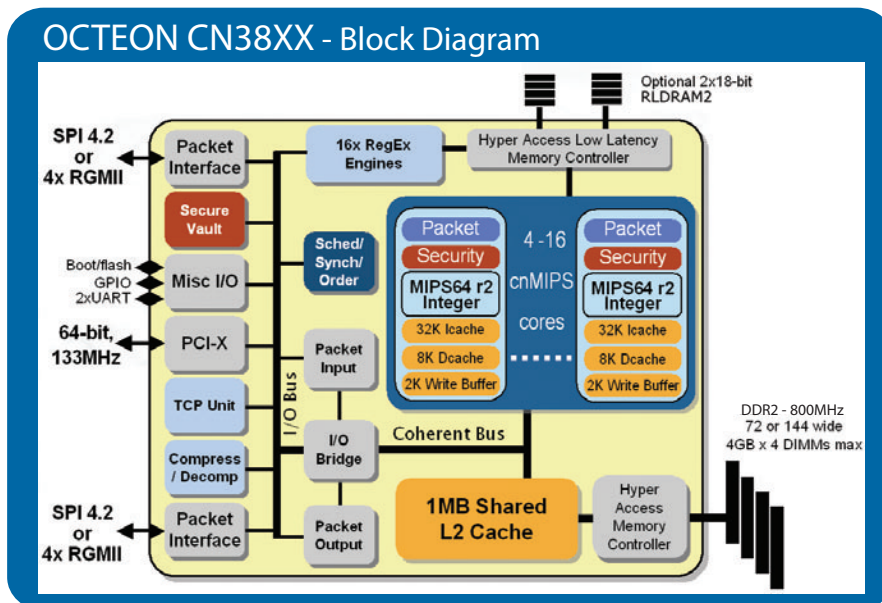 OCTEON CN38XX - Block Diagram
Optional 2x18-bit
RLDRAM2
SPI 4.2
or
4x RGMII
Packet
Interface
16x RegEx
Engines
Hyper Access Low Latency
Memory Controller
Secure
Vault
Sched/
Synch/
Order
Boot/flash
GPIO
2xUART
Misc I/O
64-bit,
133MHz
PCI-X
Packet
Input
TCP Unit
I/O Bus
I/O
Bridge
Coherent Bus
Compress
/ Decomp
SPI 4.2
or
4x RGMII
Packet
Interface
Packet
Output
Packet
Security
MIPS64 r2
Integer
32K Icache
8K Dcache
2K Write Buffer
4 -16
cnMIPS
cores
Packet
Security
MIPS64 r2
Integer
32K Icache
8K Dcache
2K Write Buffer
1MB Shared
L2 Cache
Hyper
Access
Memory
Controller
DDR2 - 800MHz
72 or 144 wide
4GB x 4 DIMMs max